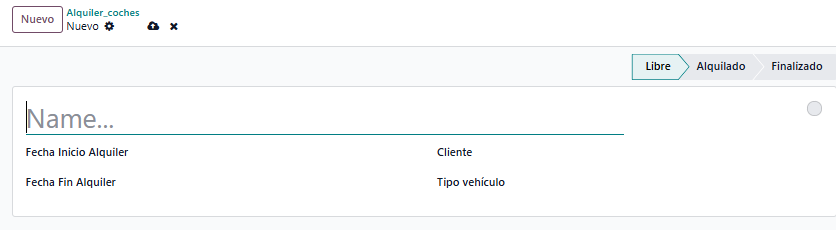 Nuevo
Alquiler_coches
Nuevo
Libre
Alquilado
Finalizado
Name...
Fecha Inicio Alquiler
Cliente
Fecha Fin Alquiler
Tipo vehículo